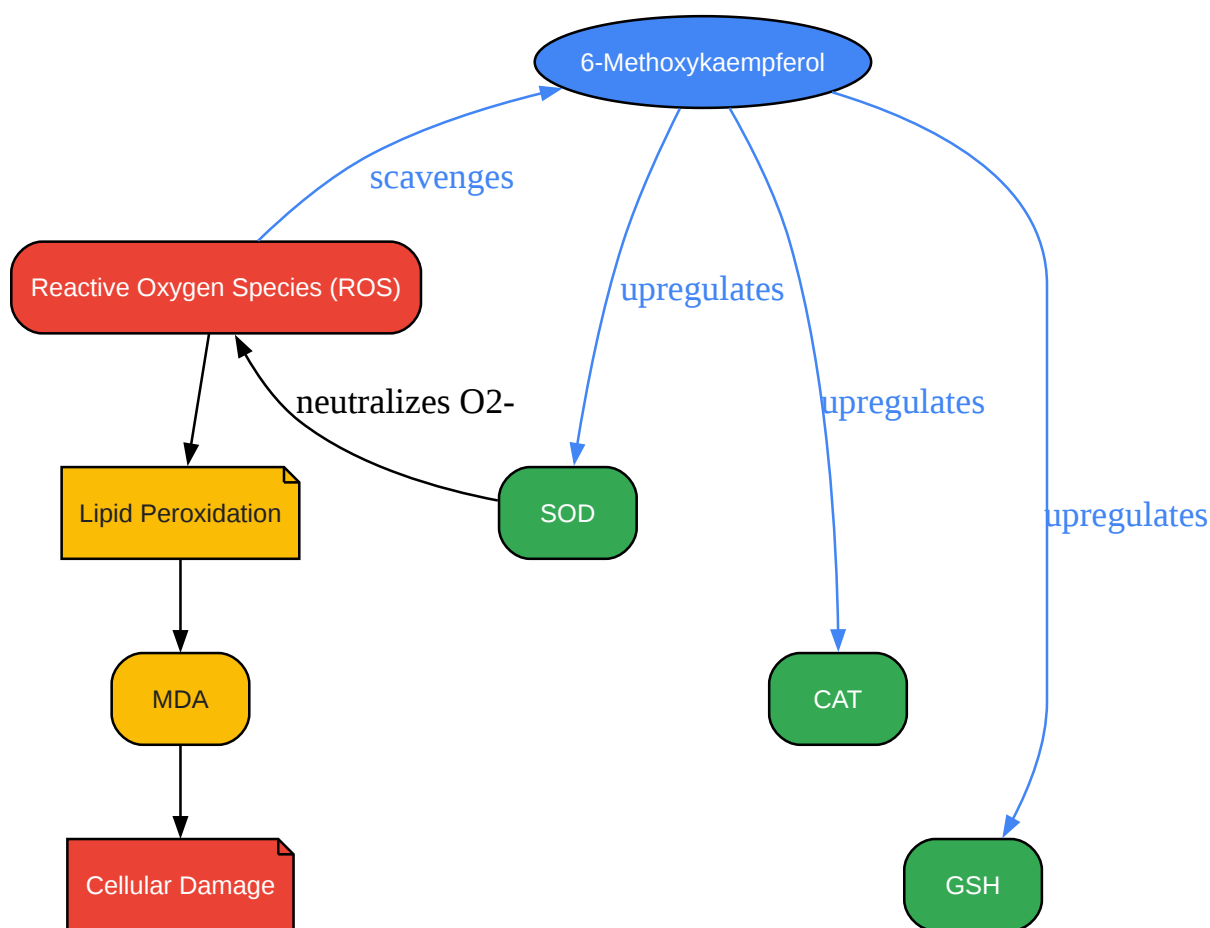 6-Methoxykaempferol
scavenges
Reactive Oxygen Species (ROS)
upregulates
neutralizes O2-
upregulates
Lipid Peroxidation
SOD
upregulates
MDA
CAT
Cellular Damage
GSH